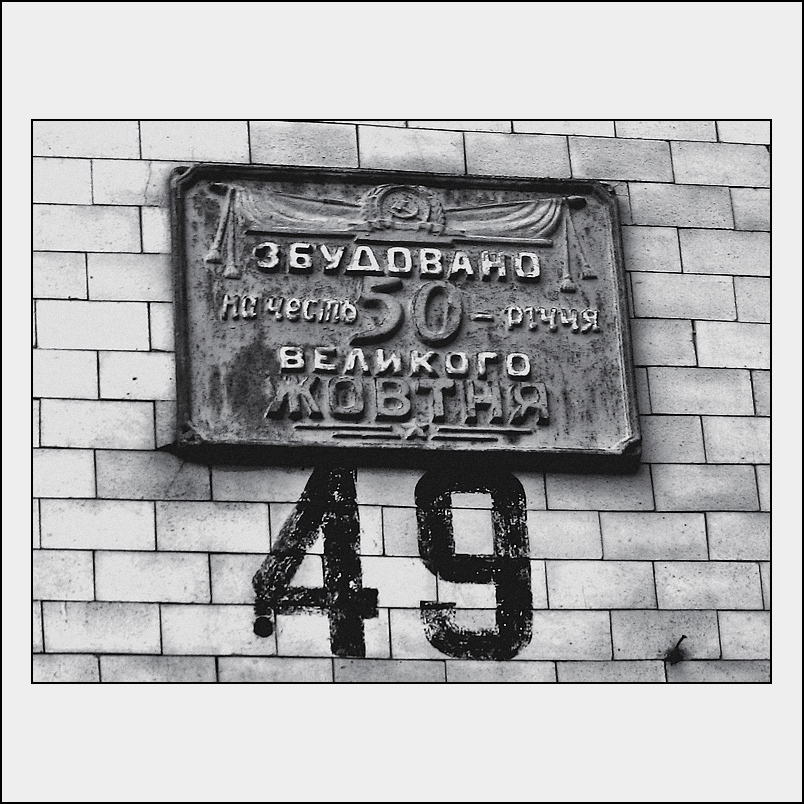 ЗБУДОВАНО
на честь 50-річчя
ВЕЛИКОГО
ЖОВТНЯ
49